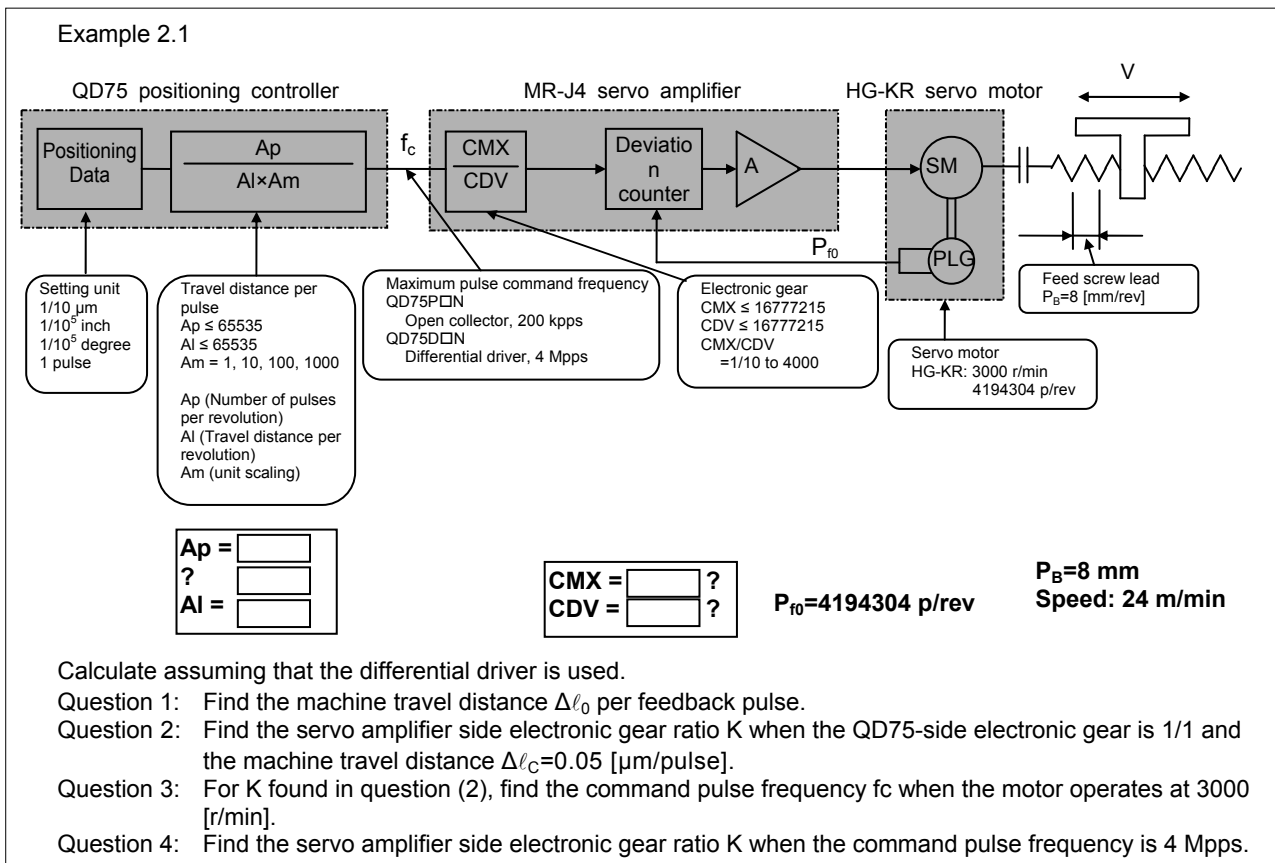 Example 2.1
QD75 positioning controller
MR-J4 servo amplifier
HG-KR servo motor
V
Positioning
Data
Ap
Al×Am
fc
CMX
CDV
Deviatio
n
counter
A
SM
PLG
Pf0
Setting unit
1/10 µm
1/10⁵ inch
1/10⁵ degree
1 pulse
Travel distance per
pulse
Ap ≤ 65535
Al ≤ 65535
Am = 1, 10, 100, 1000
Ap (Number of pulses
per revolution)
Al (Travel distance per
revolution)
Am (unit scaling)
Maximum pulse command frequency
QD75P□N
Open collector, 200 kpps
QD75D□N
Differential driver, 4 Mpps
Electronic gear
CMX ≤ 16777215
CDV ≤ 16777215
CMX/CDV
=1/10 to 4000
Servo motor
HG-KR: 3000 r/min
4194304 p/rev
Feed screw lead
PB=8 [mm/rev]
Ap =
?
Al =
CMX = ?
CDV = ?
Pf0=4194304 p/rev
PB=8 mm
Speed: 24 m/min
Calculate assuming that the differential driver is used.
Question 1: Find the machine travel distance Δℓ0 per feedback pulse.
Question 2: Find the servo amplifier side electronic gear ratio K when the QD75-side electronic gear is 1/1 and
the machine travel distance ΔℓC=0.05 [µm/pulse].
Question 3: For K found in question (2), find the command pulse frequency fc when the motor operates at 3000
[r/min].
Question 4: Find the servo amplifier side electronic gear ratio K when the command pulse frequency is 4 Mpps.